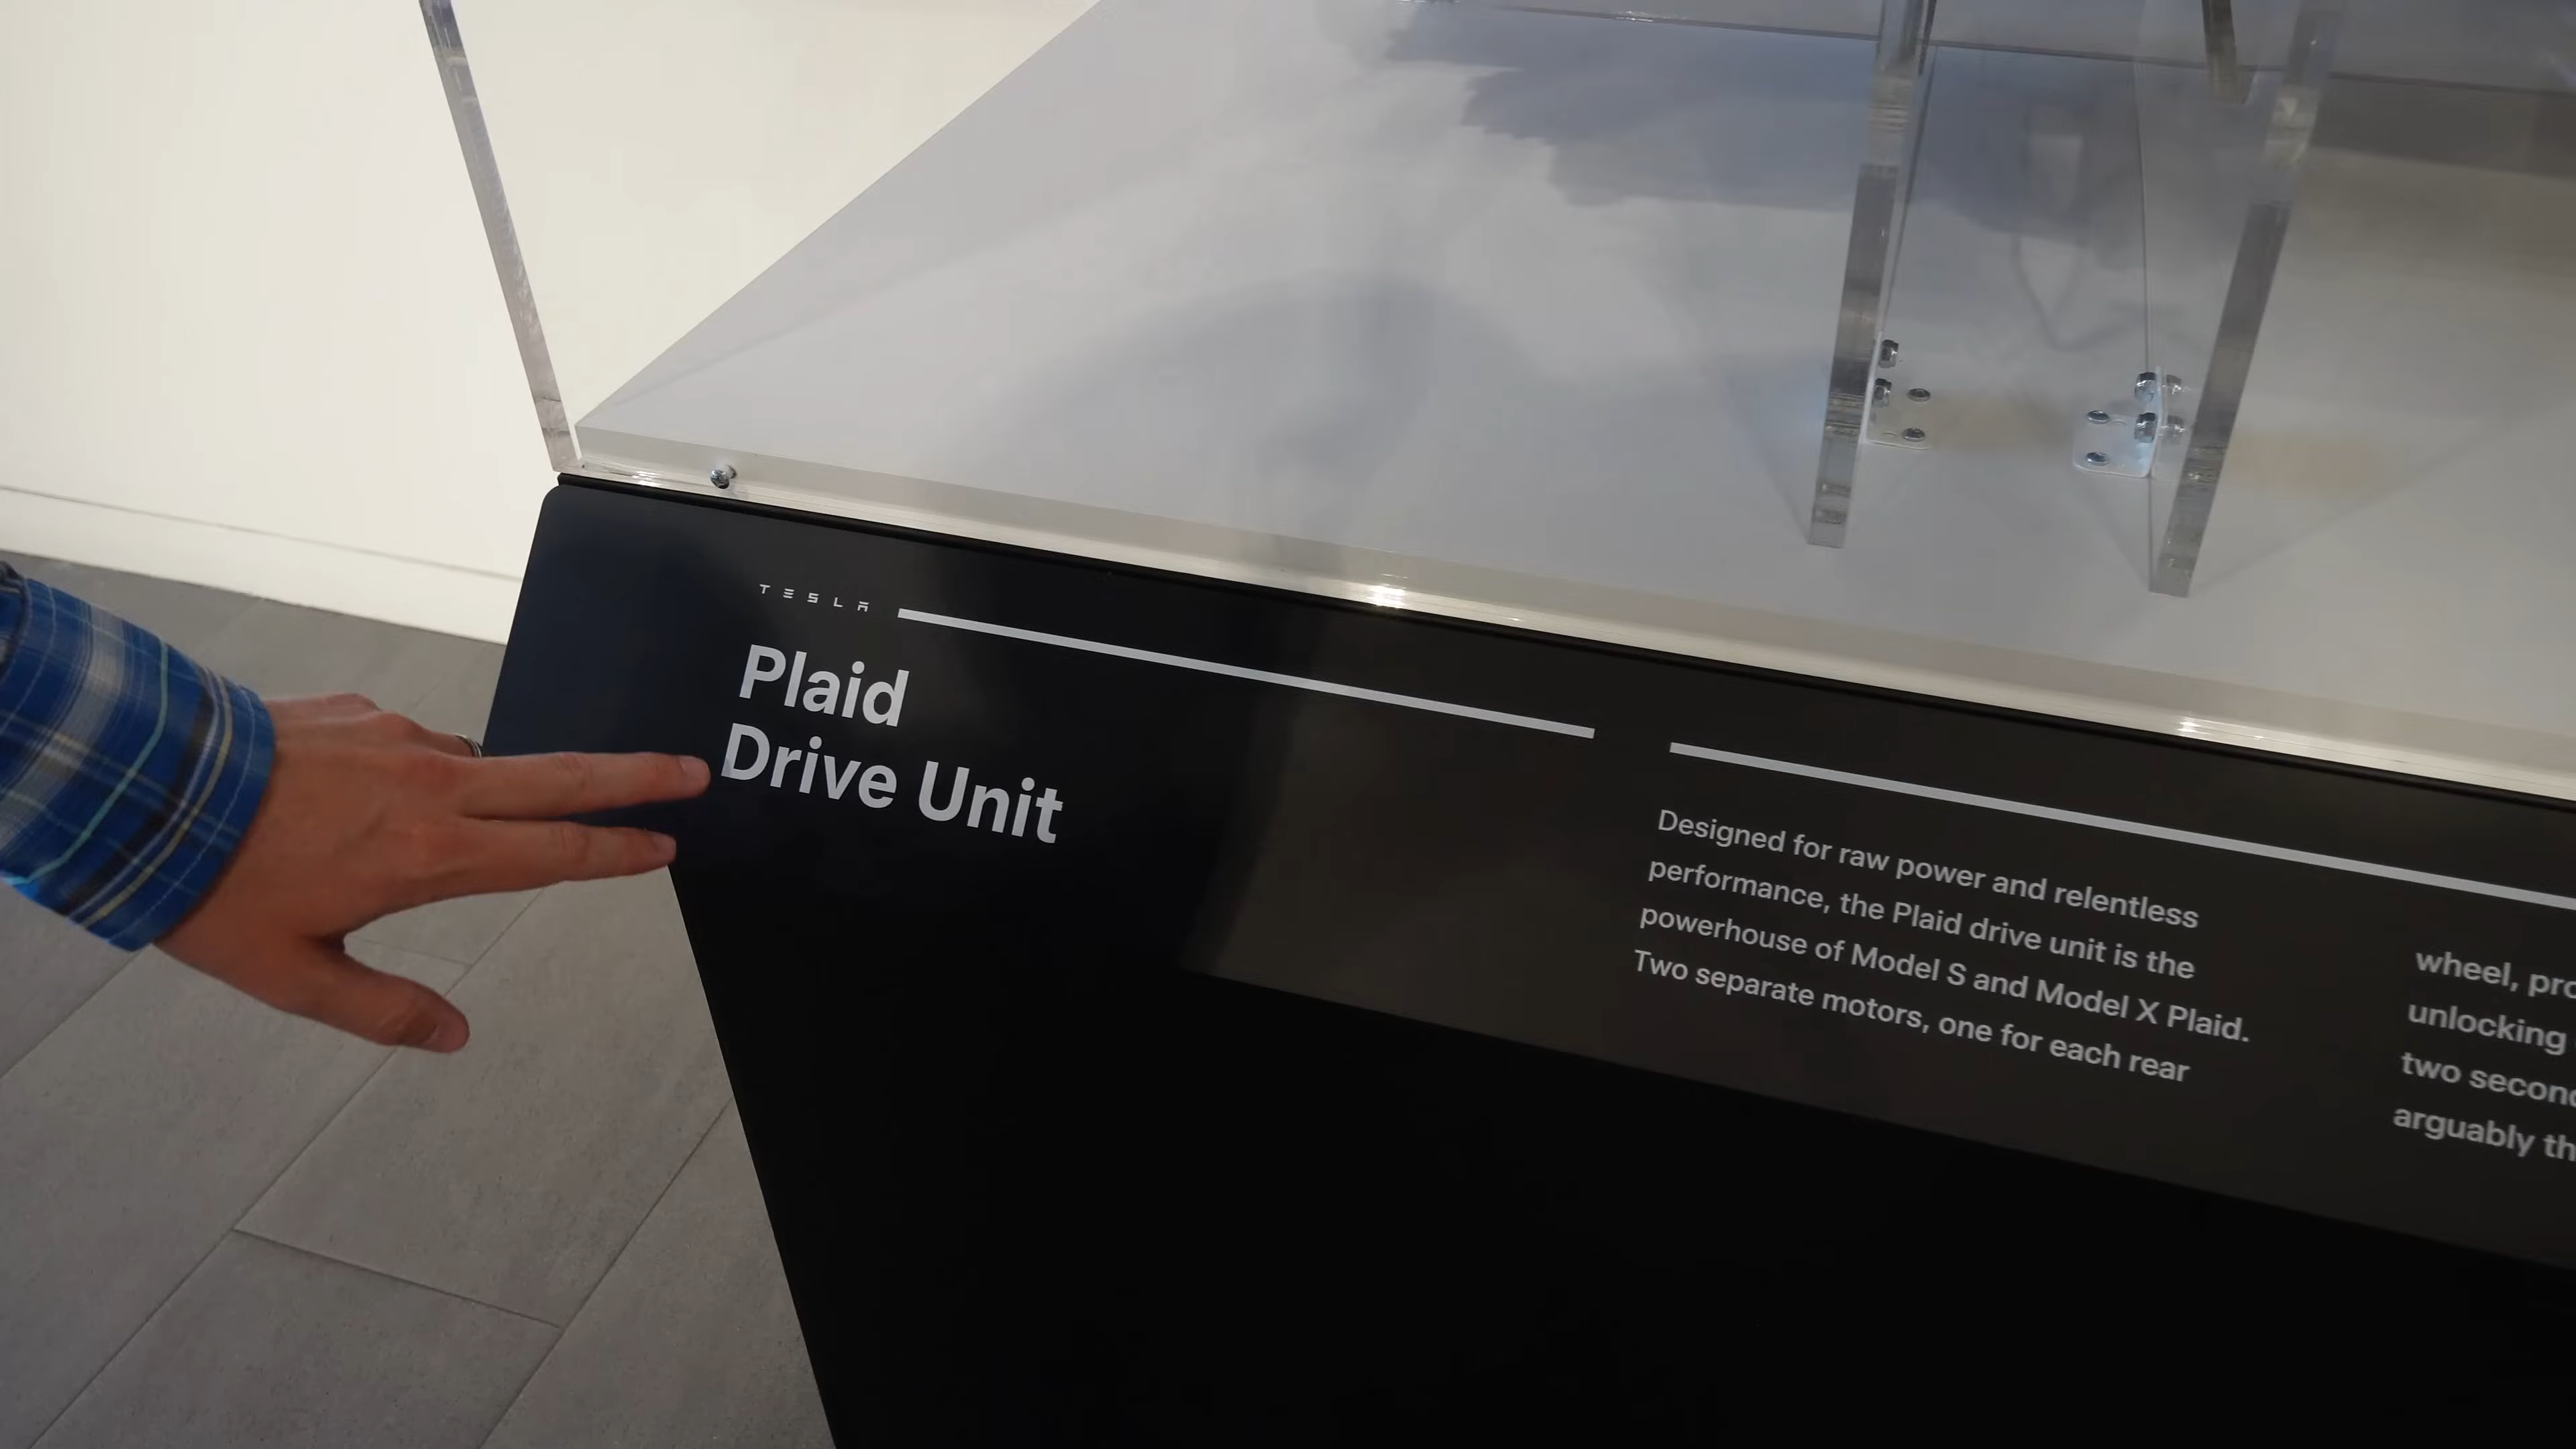 TESLA
Plaid
Drive Unit
Designed for raw power and relentless
performance, the Plaid drive unit is the
powerhouse of Model S and Model X Plaid.
Two separate motors, one for each rear
wheel,
unlocking
two
arguably